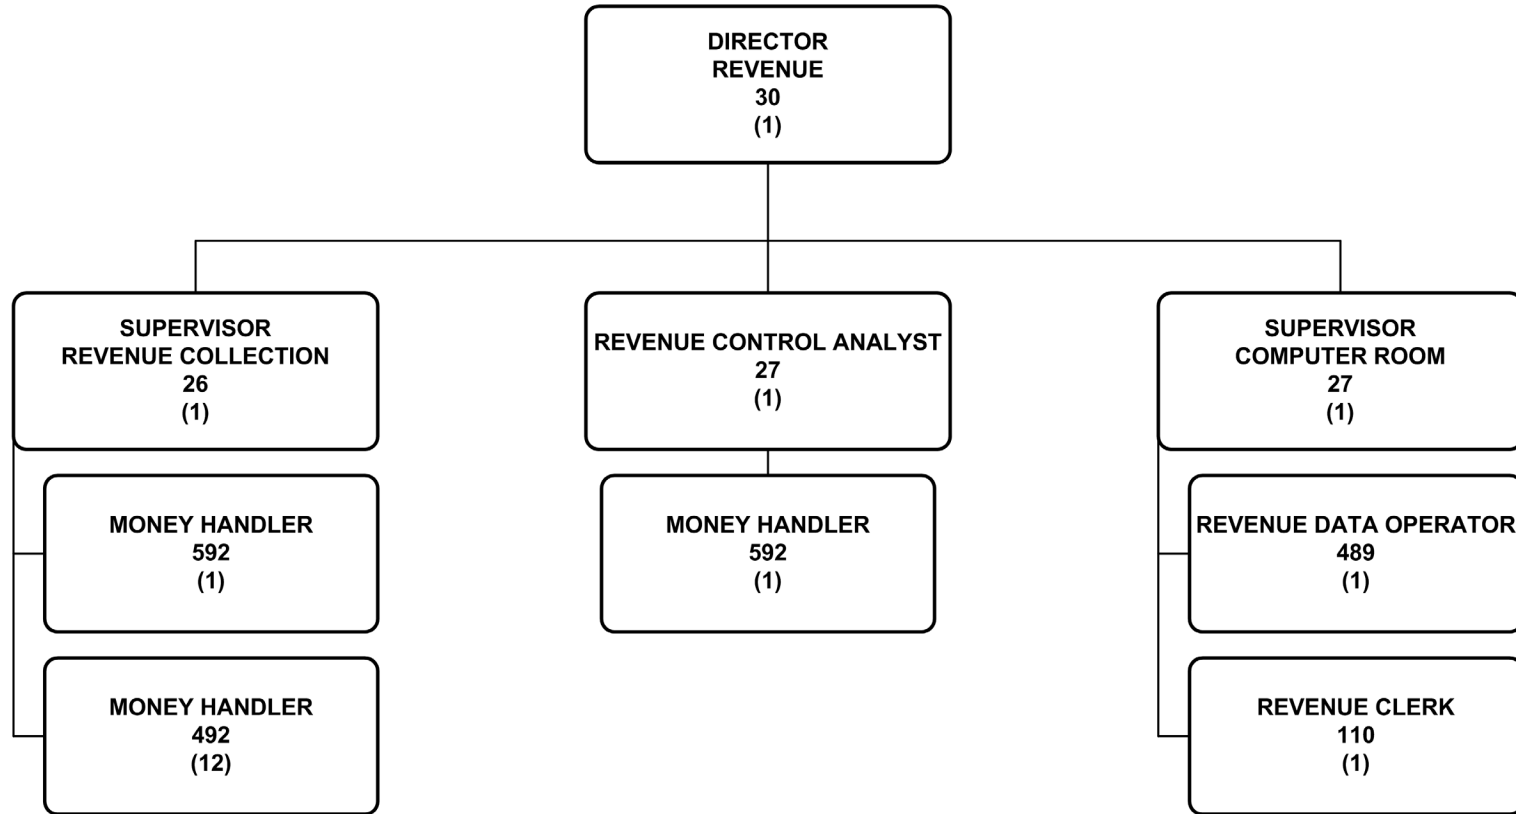 DIRECTOR
REVENUE
30
(1)
SUPERVISOR
REVENUE COLLECTION
26
(1)
REVENUE CONTROL ANALYST
27
(1)
SUPERVISOR
COMPUTER ROOM
27
(1)
MONEY HANDLER
592
(1)
MONEY HANDLER
592
(1)
REVENUE DATA OPERATOR
489
(1)
MONEY HANDLER
492
(12)
REVENUE CLERK
110
(1)